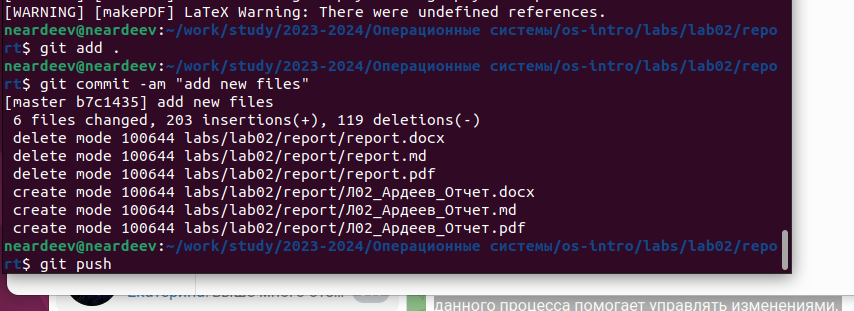 [WARNING] [makePDF] LaTeX Warning: There were undefined references.
neardeev@neardeev:~/work/study/2023-2024/Операционные системы/os-intro/labs/lab02/repo
rt$ git add .
neardeev@neardeev:~/work/study/2023-2024/Операционные системы/os-intro/labs/lab02/repo
rt$ git commit -am "add new files"
[master b7c1435] add new files
 6 files changed, 203 insertions(+), 119 deletions(-)
 delete mode 100644 labs/lab02/report/report.docx
 delete mode 100644 labs/lab02/report/report.md
 delete mode 100644 labs/lab02/report/report.pdf
 create mode 100644 labs/lab02/report/Л02_Ардеев_Отчет.docx
 create mode 100644 labs/lab02/report/Л02_Ардеев_Отчет.md
 create mode 100644 labs/lab02/report/Л02_Ардеев_Отчет.pdf
neardeev@neardeev:~/work/study/2023-2024/Операционные системы/os-intro/labs/lab02/repo
rt$ git push
данного процесса помогает управлять изменениями,